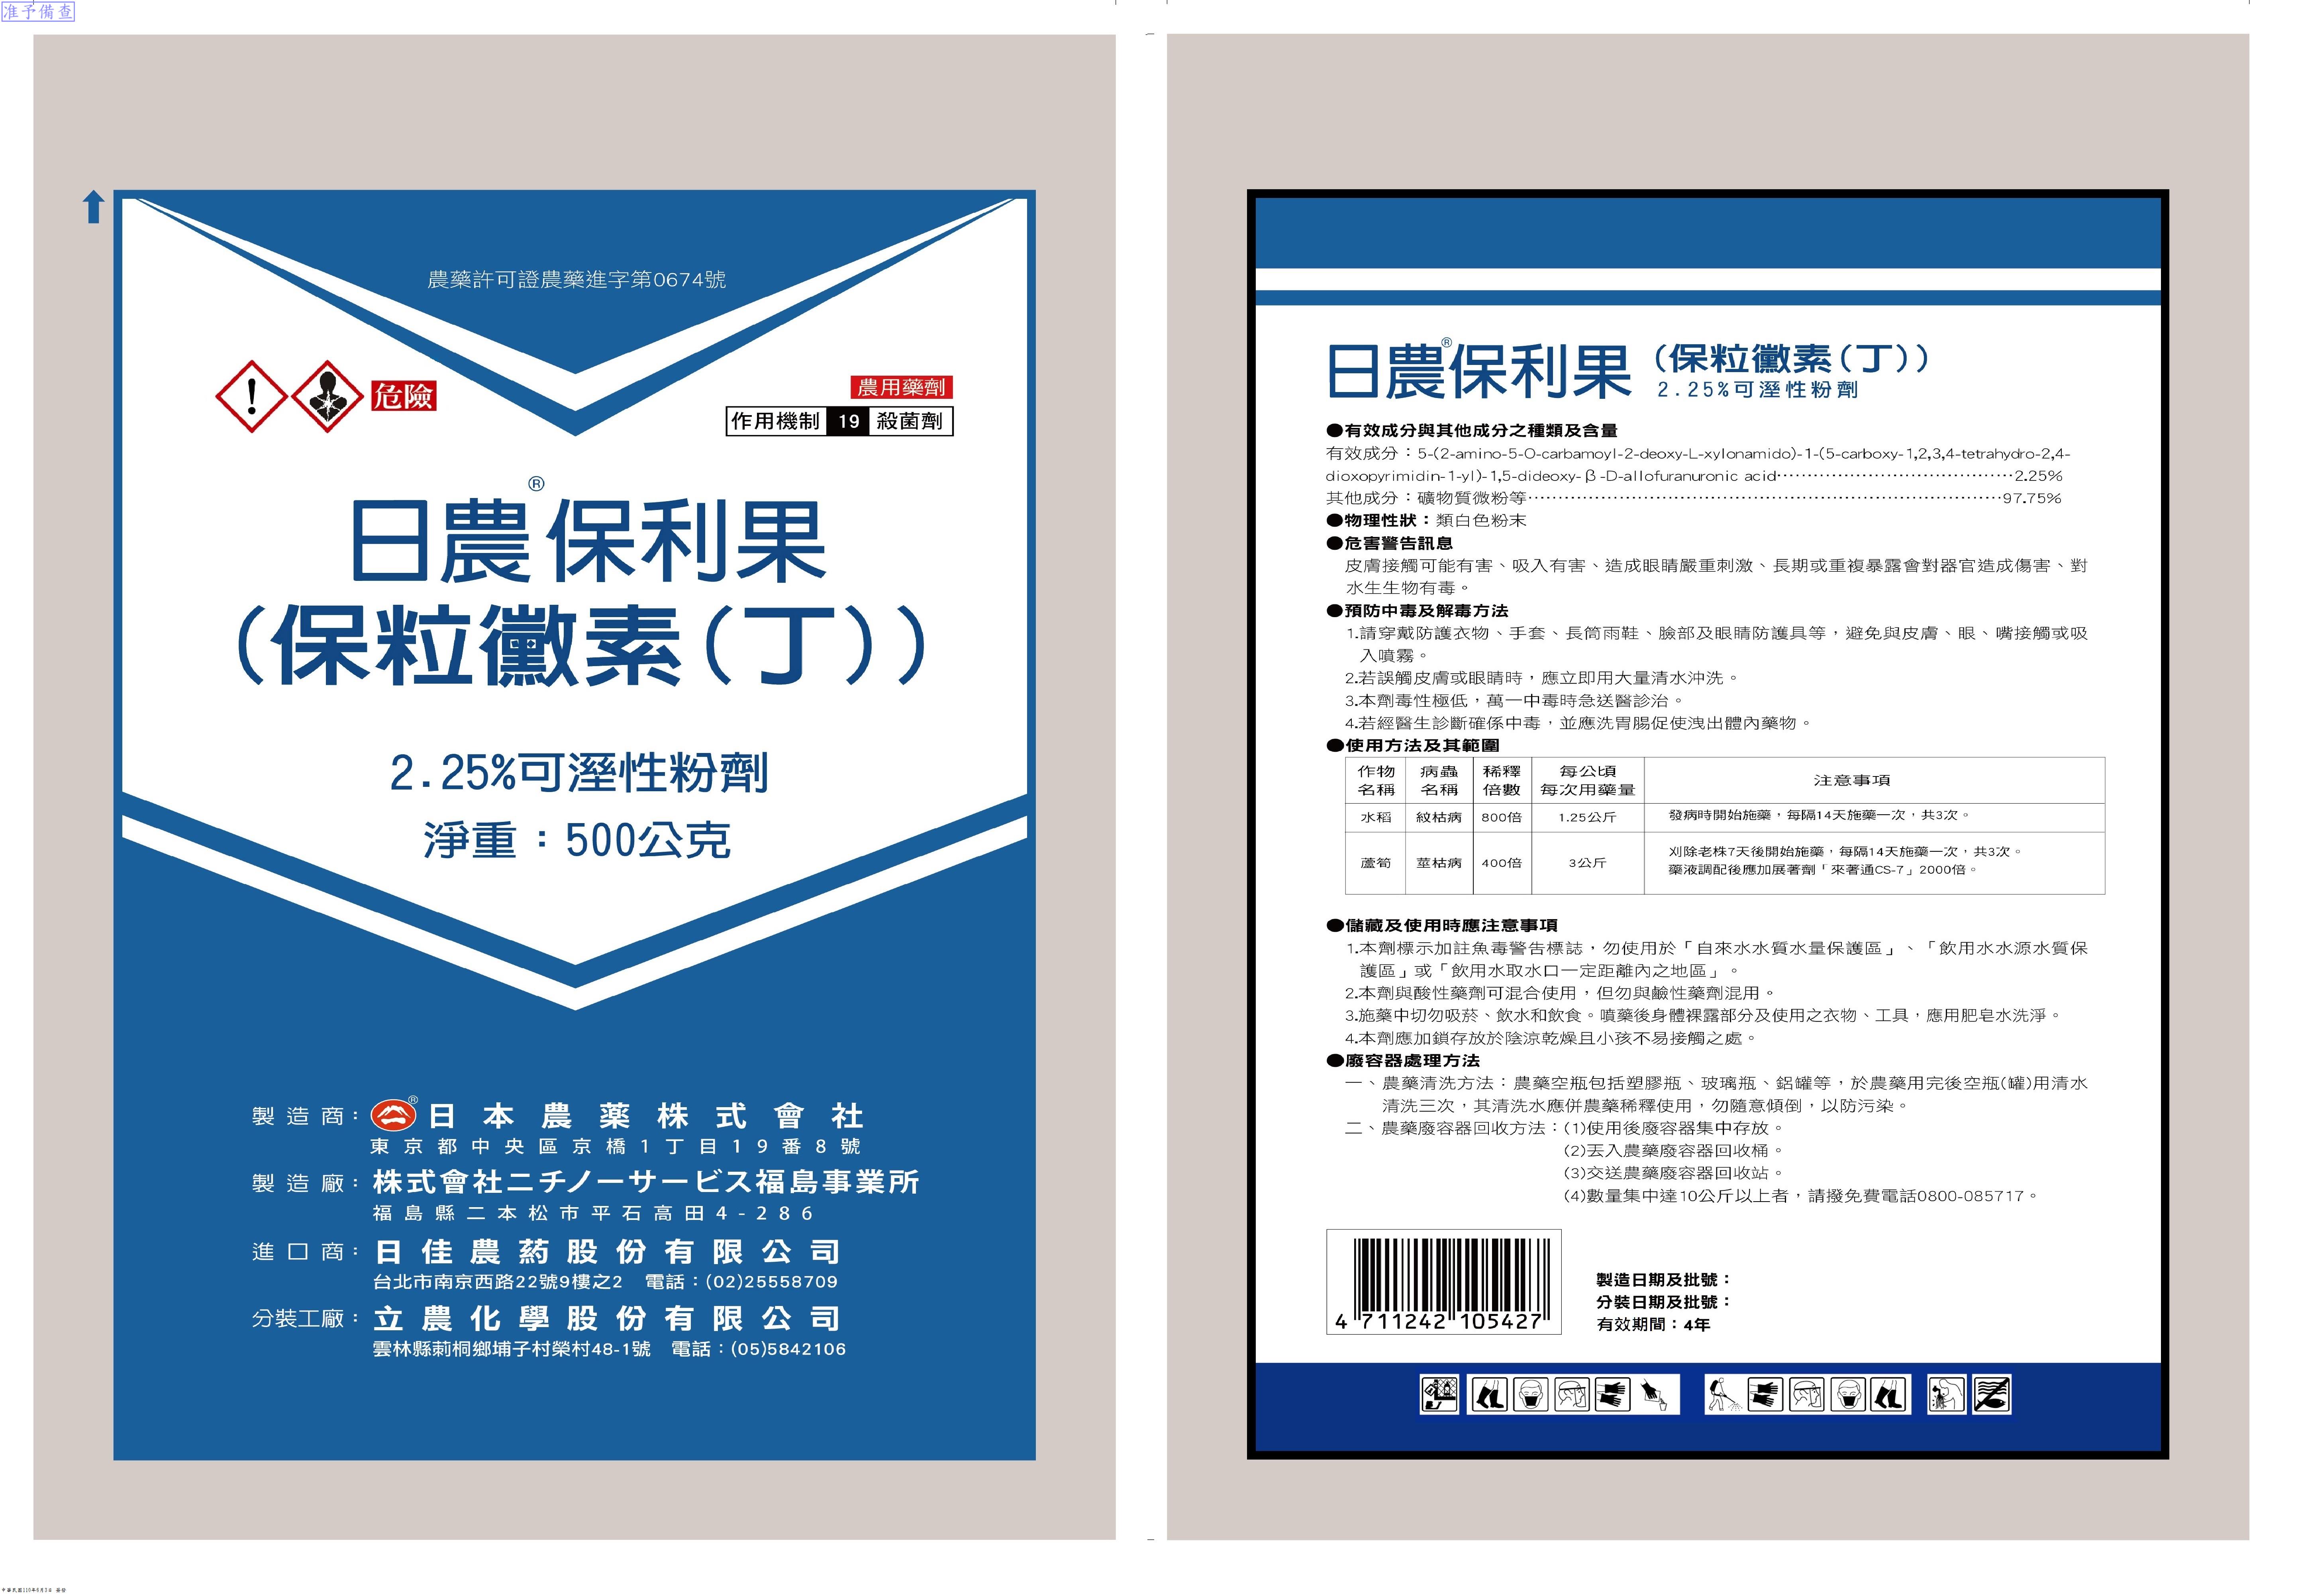 准予備查
農藥許可證農藥進字第0674號
危險
農用藥劑
作用機制 19 殺菌劑
日農®保利果
(保粒黴素(丁))
2.25%可溼性粉劑
淨重：500公克
製造商：®日本農薬株式會社
東京都中央區京橋1丁目19番8號
製造廠：株式會社ニチノーサービス福島事業所
福島縣二本松市平石高田4-286
進口商：日佳農葯股份有限公司
台北市南京西路22號9樓之2　電話：(02)25558709
分裝工廠：立農化學股份有限公司
雲林縣莿桐鄉埔子村榮村48-1號　電話：(05)5842106
日農®保利果(保粒黴素(丁))
2.25%可溼性粉劑
●有效成分與其他成分之種類及含量
有效成分：5-(2-amino-5-O-carbamoyl-2-deoxy-L-xylonamido)-1-(5-carboxy-1,2,3,4-tetrahydro-2,4-
dioxopyrimidin-1-yl)-1,5-dideoxy-β-D-allofuranuronic acid……………………………2.25%
其他成分：礦物質微粉等……………………………………………………………97.75%
●物理性狀：類白色粉末
●危害警告訊息
皮膚接觸可能有害、吸入有害、造成眼睛嚴重刺激、長期或重複暴露會對器官造成傷害、對
水生生物有毒。
●預防中毒及解毒方法
1.請穿戴防護衣物、手套、長筒雨鞋、臉部及眼睛防護具等，避免與皮膚、眼、嘴接觸或吸
入噴霧。
2.若誤觸皮膚或眼睛時，應立即用大量清水沖洗。
3.本劑毒性極低，萬一中毒時急送醫診治。
4.若經醫生診斷確係中毒，並應洗胃腸促使洩出體內藥物。
●使用方法及其範圍
作物名稱 病蟲名稱 稀釋倍數 每公頃每次用藥量 注意事項
水稻 紋枯病 800倍 1.25公斤 發病時開始施藥，每隔14天施藥一次，共3次。
蘆筍 莖枯病 400倍 3公斤 刈除老株7天後開始施藥，每隔14天施藥一次，共3次。
藥液調配後應加展著劑「來著通CS-7」2000倍。
●儲藏及使用時應注意事項
1.本劑標示加註魚毒警告標誌，勿使用於「自來水水質水量保護區」、「飲用水水源水質保
護區」或「飲用水取水口一定距離內之地區」。
2.本劑與酸性藥劑可混合使用，但勿與鹼性藥劑混用。
3.施藥中切勿吸菸、飲水和飲食。噴藥後身體裸露部分及使用之衣物、工具，應用肥皂水洗淨。
4.本劑應加鎖存放於陰涼乾燥且小孩不易接觸之處。
●廢容器處理方法
一、農藥清洗方法：農藥空瓶包括塑膠瓶、玻璃瓶、鋁罐等，於農藥用完後空瓶(罐)用清水
清洗三次，其清洗水應併農藥稀釋使用，勿隨意傾倒，以防污染。
二、農藥廢容器回收方法：(1)使用後廢容器集中存放。
(2)丟入農藥廢容器回收桶。
(3)交送農藥廢容器回收站。
(4)數量集中達10公斤以上者，請撥免費電話0800-085717。
4 711242 105427
製造日期及批號：
分裝日期及批號：
有效期間：4年